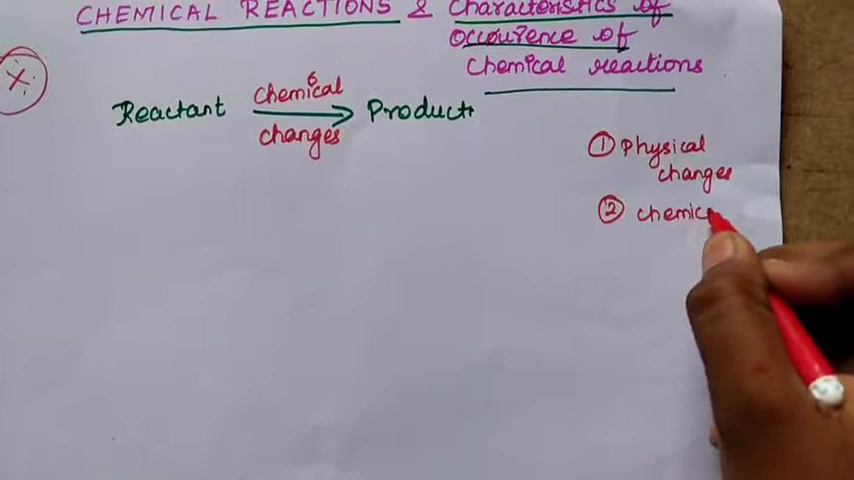 CHEMICAL REACTIONS & Characteristics of
Occurence of
Chemical reactions
Reactant
Chemical
changes
Product
① Physical
changes
② chemic